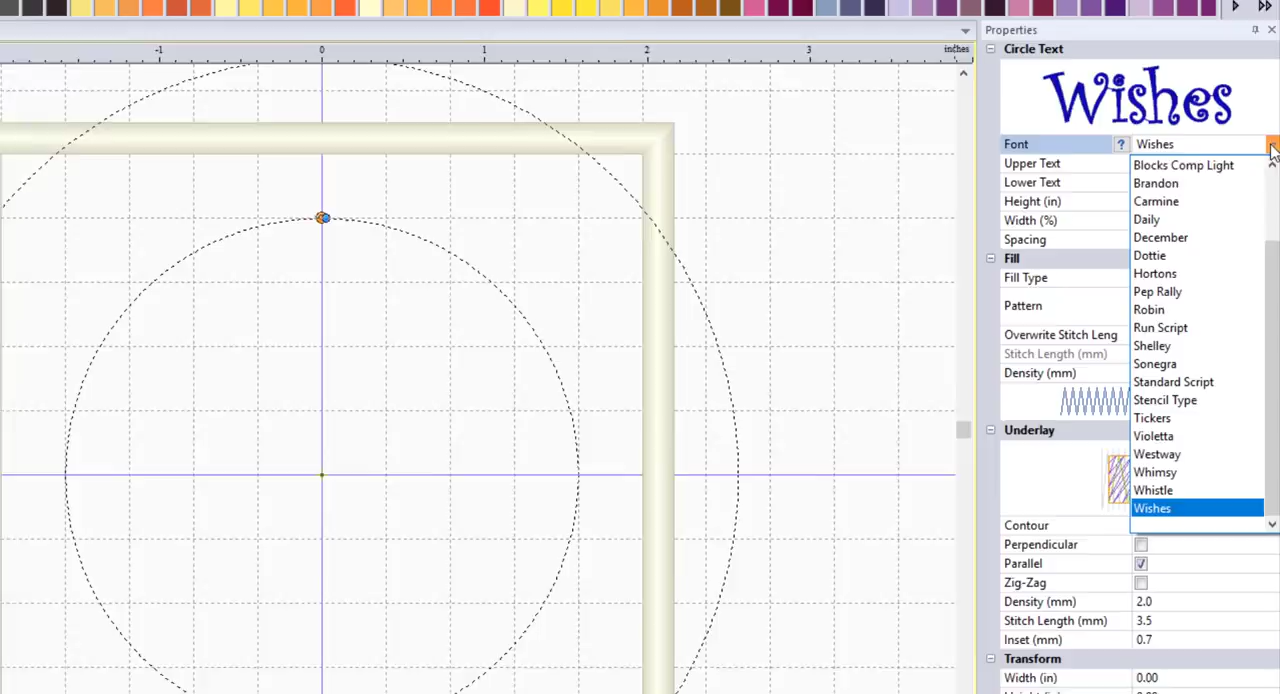 Properties
-1 0 1 2 3 inches
Circle Text
Wishes
Font ? Wishes
Upper Text
Lower Text
Height (in)
Width (%)
Spacing
Fill
Fill Type
Pattern
Overwrite Stitch Leng
Stitch Length (mm)
Density (mm)
Underlay
Blocks Comp Light
Brandon
Carmine
Daily
December
Dottie
Hortons
Pep Rally
Robin
Run Script
Shelley
Sonegra
Standard Script
Stencil Type
Tickers
Violetta
Westway
Whimsy
Whistle
Wishes
Contour
Perpendicular
Parallel
Zig-Zag
Density (mm) 2.0
Stitch Length (mm) 3.5
Inset (mm) 0.7
Transform
Width (in) 0.00